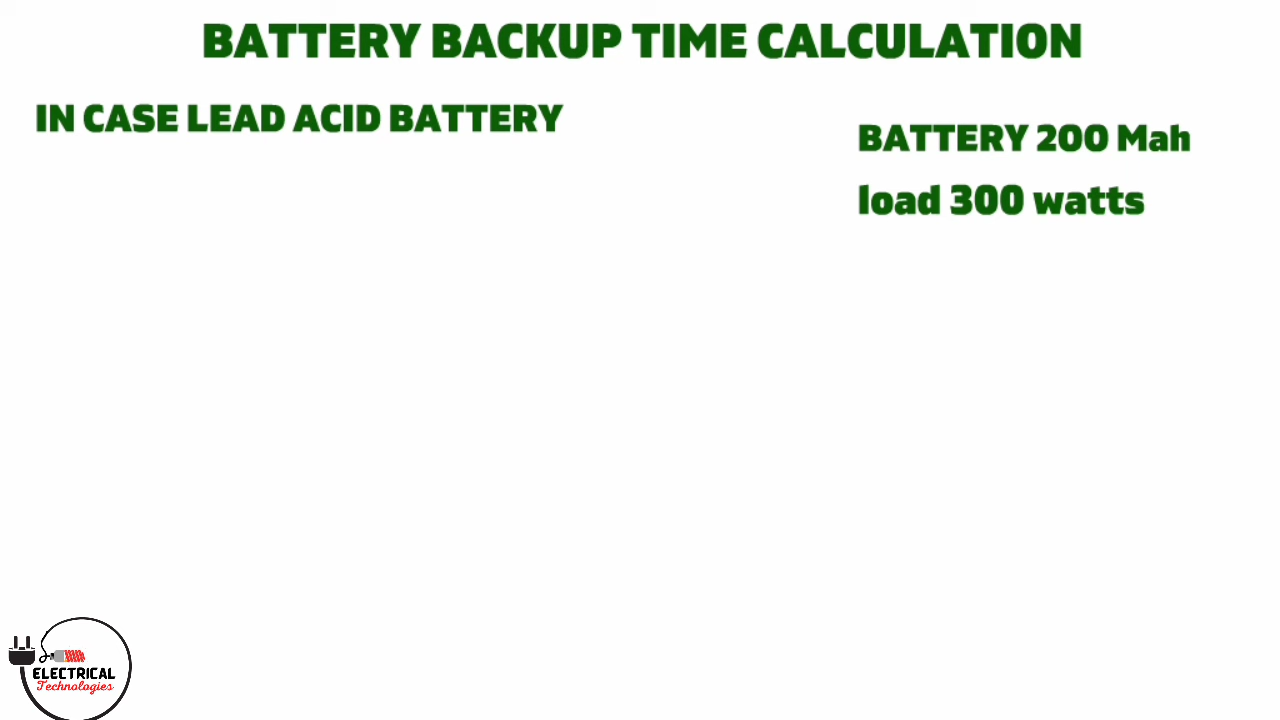 BATTERY BACKUP TIME CALCULATION
IN CASE LEAD ACID BATTERY
BATTERY 200 Mah
load 300 watts
ELECTRICAL
Technologies